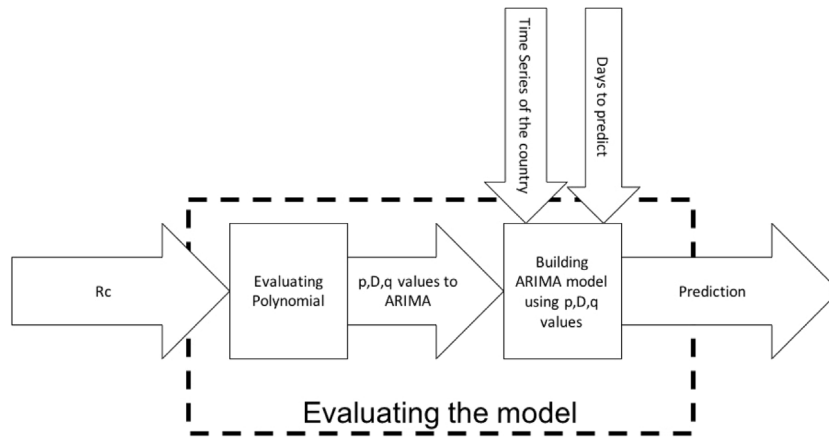 Time Series of the country
Days to predict
Rc
Evaluating
Polynomial
p,D,q values to
ARIMA
Building
ARIMA model
using p,D,q
values
Prediction
Evaluating the model